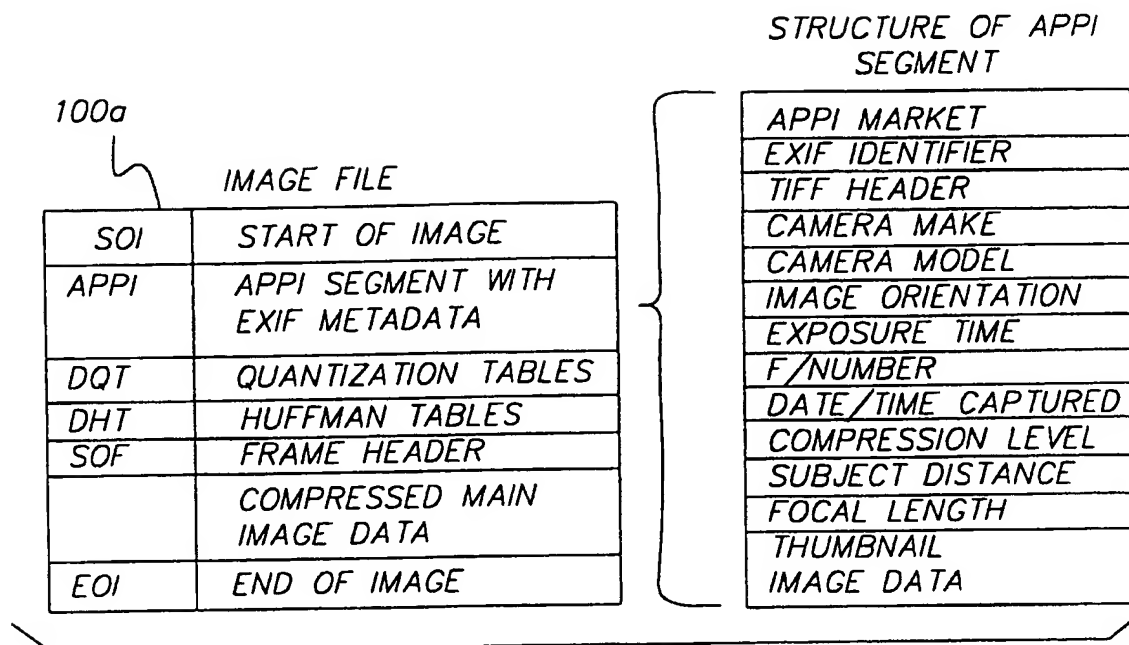 STRUCTURE OF APPI
SEGMENT
100a
IMAGE FILE
SOI START OF IMAGE
APPI APPI SEGMENT WITH
EXIF METADATA
DQT QUANTIZATION TABLES
DHT HUFFMAN TABLES
SOF FRAME HEADER
COMPRESSED MAIN
IMAGE DATA
EOI END OF IMAGE
APPI MARKET
EXIF IDENTIFIER
TIFF HEADER
CAMERA MAKE
CAMERA MODEL
IMAGE ORIENTATION
EXPOSURE TIME
F/NUMBER
DATE/TIME CAPTURED
COMPRESSION LEVEL
SUBJECT DISTANCE
FOCAL LENGTH
THUMBNAIL
IMAGE DATA